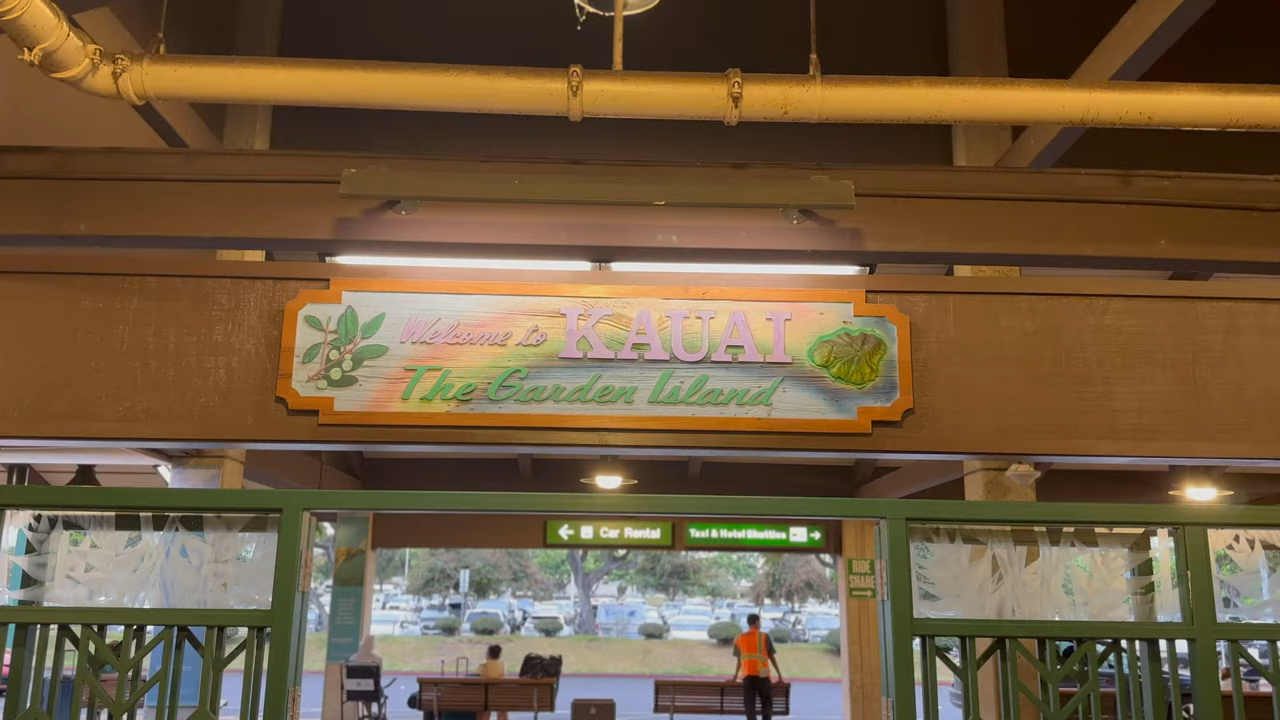 Welcome to KAUAI
The Garden Island
Car Rental
Taxi & Hotel Shuttles
RIDE
SHARE